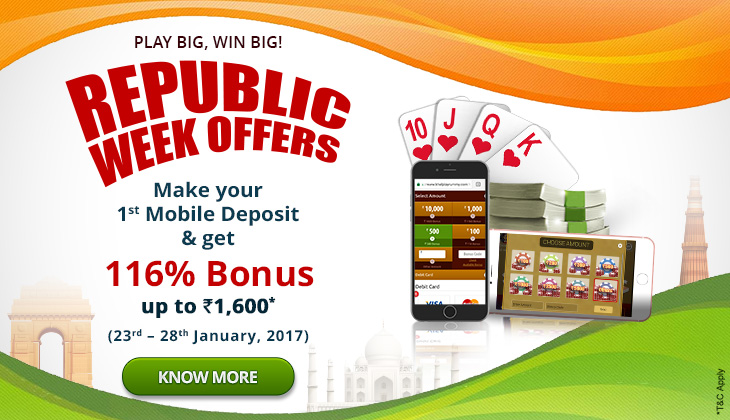 PLAY BIG, WIN BIG!
REPUBLIC
WEEK OFFERS
Make your
1st Mobile Deposit
& get
116% Bonus
up to ₹1,600*
(23rd – 28th January, 2017)
KNOW MORE
10
J
Q
K
Select Amount
10,000
1,000
500
100
Debit Card
Debit Card
VISA
CHOOSE AMOUNT
*T&C Apply